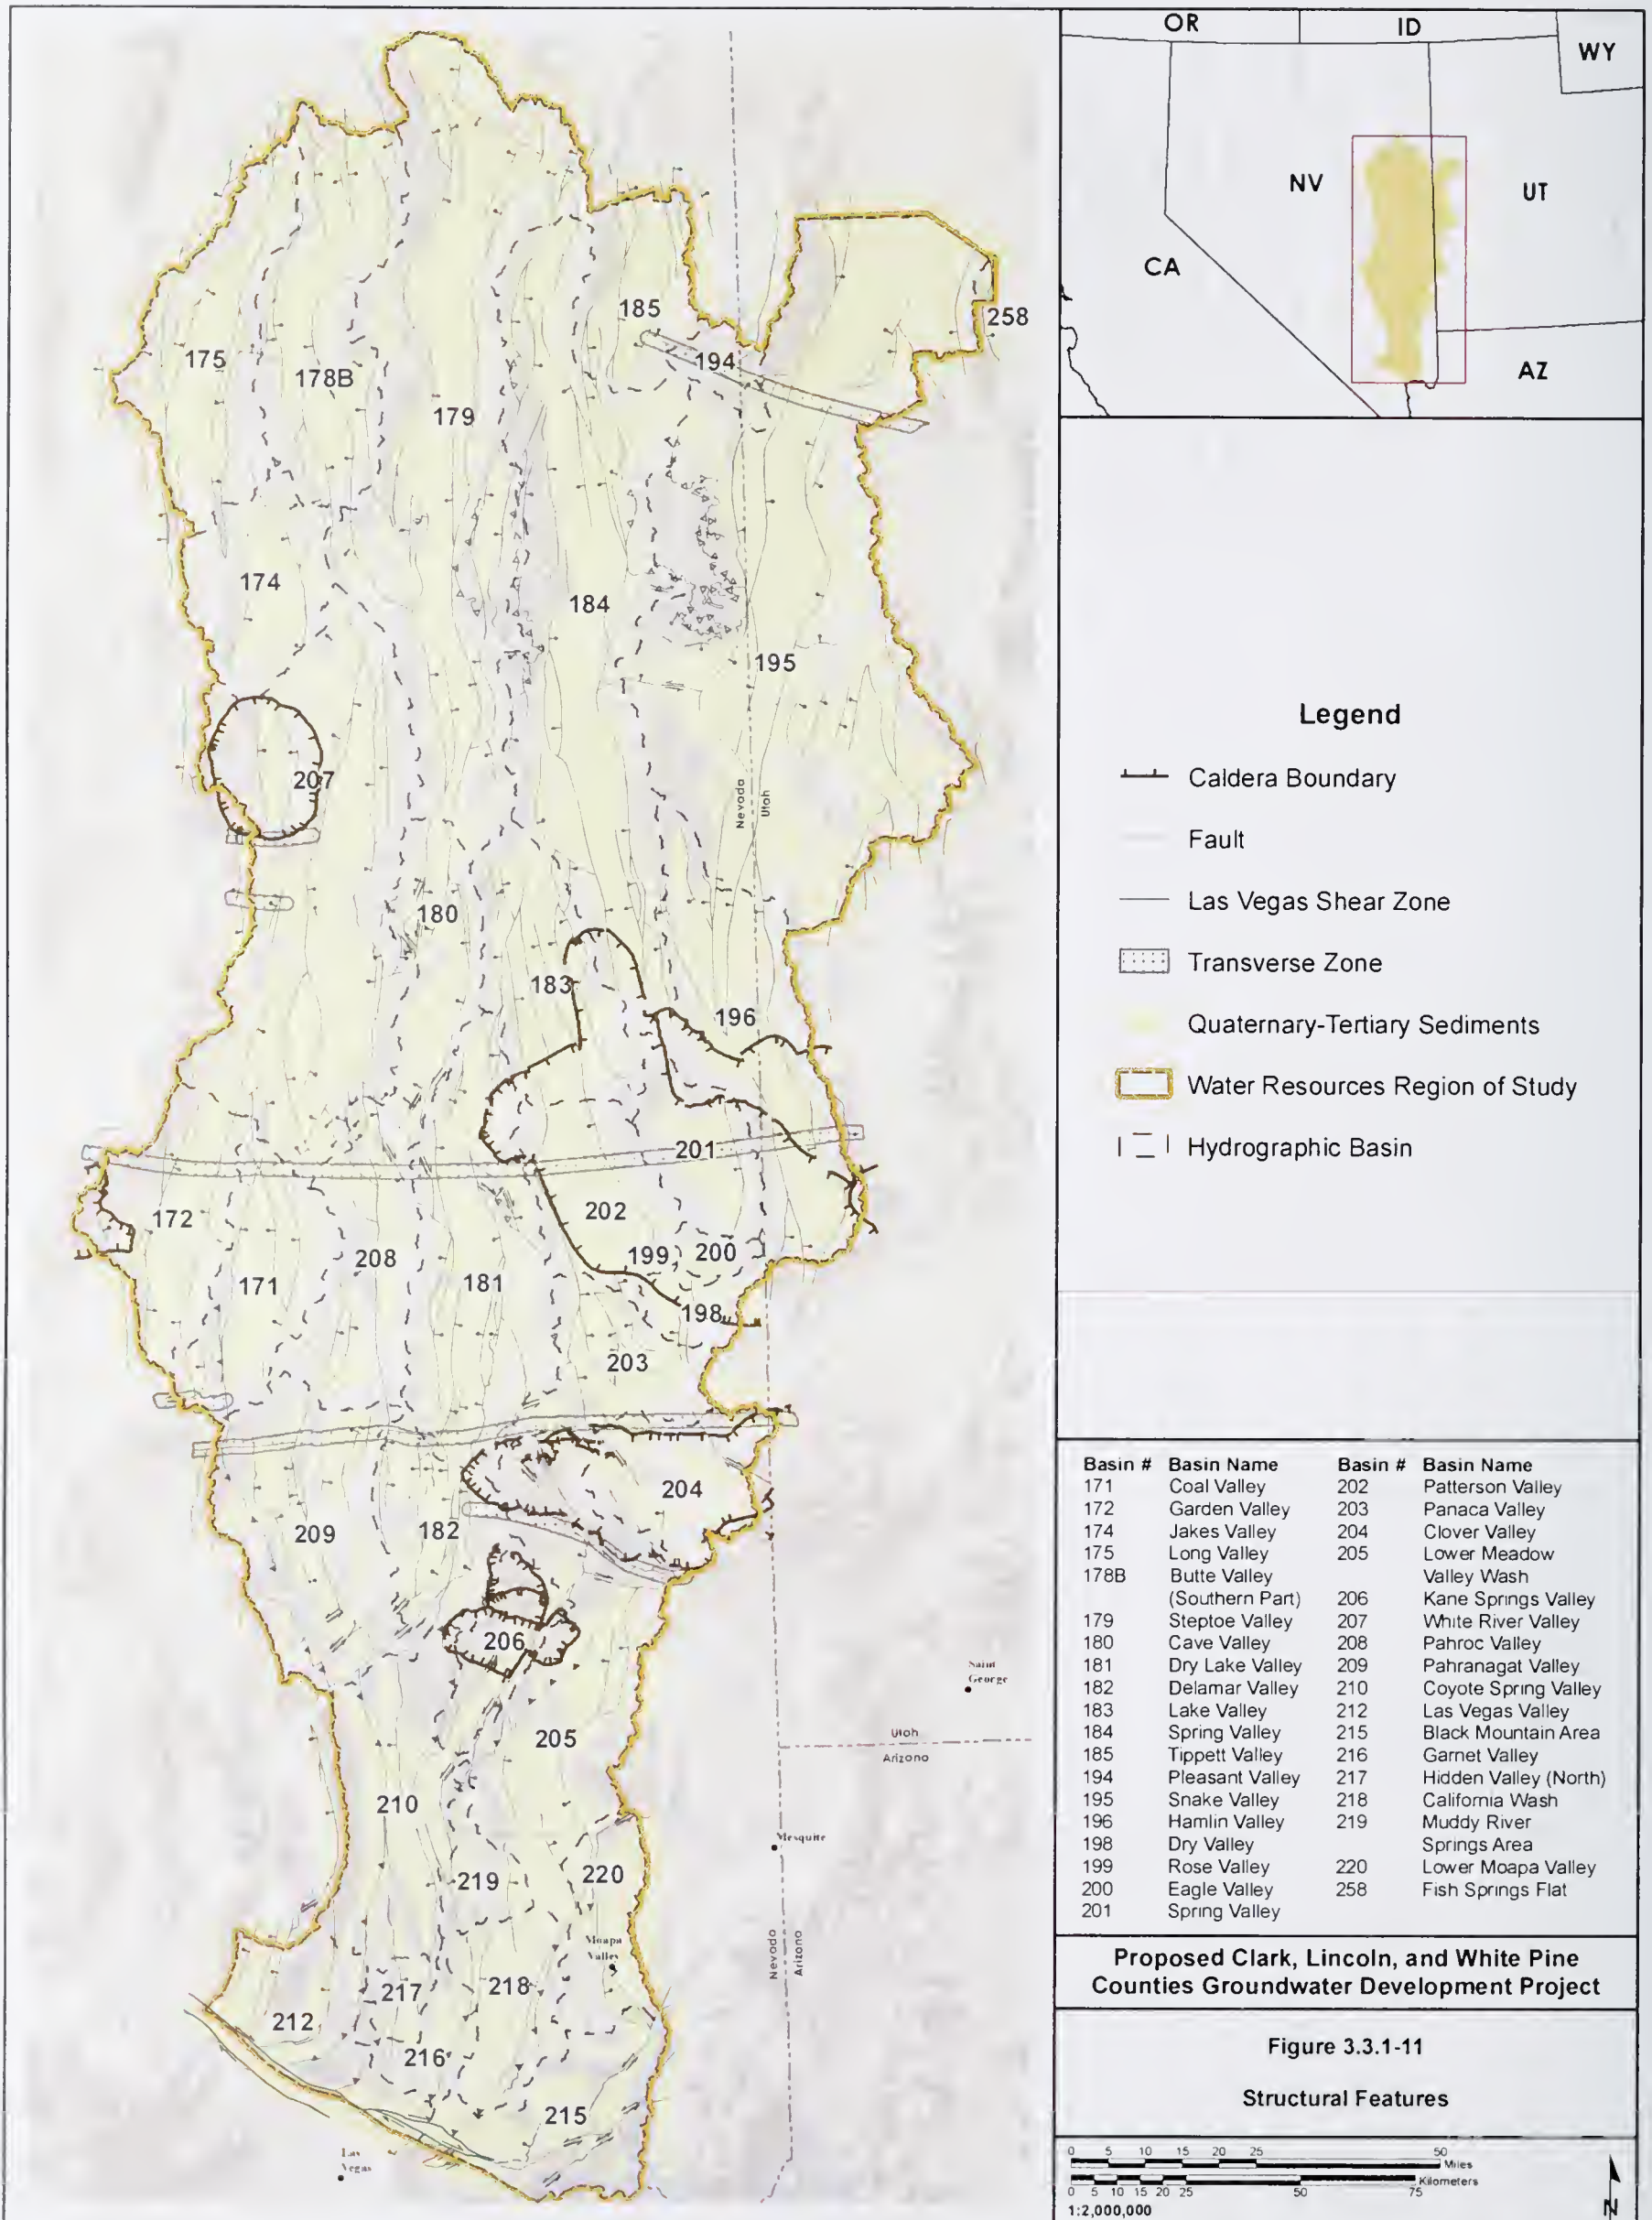 OR
ID
WY
NV
UT
CA
AZ
258
185
194
175
178B
179
174
184
195
207
Nevada
Utah
180
183
196
201
172
202
208
199
200
171
181
198
203
204
209
182
206
Saint
George
205
Utah
Arizona
210
Mesquite
219
220
Moapa
Valley
Nevada
Arizona
217
218
212
216
215
Las
Vegas
Legend
Caldera Boundary
Fault
Las Vegas Shear Zone
Transverse Zone
Quaternary-Tertiary Sediments
Water Resources Region of Study
Hydrographic Basin
Basin # Basin Name Basin # Basin Name
171 Coal Valley 202 Patterson Valley
172 Garden Valley 203 Panaca Valley
174 Jakes Valley 204 Clover Valley
175 Long Valley 205 Lower Meadow
178B Butte Valley Valley Wash
(Southern Part) 206 Kane Springs Valley
179 Steptoe Valley 207 White River Valley
180 Cave Valley 208 Pahroc Valley
181 Dry Lake Valley 209 Pahranagat Valley
182 Delamar Valley 210 Coyote Spring Valley
183 Lake Valley 212 Las Vegas Valley
184 Spring Valley 215 Black Mountain Area
185 Tippett Valley 216 Garnet Valley
194 Pleasant Valley 217 Hidden Valley (North)
195 Snake Valley 218 California Wash
196 Hamlin Valley 219 Muddy River
198 Dry Valley Springs Area
199 Rose Valley 220 Lower Moapa Valley
200 Eagle Valley 258 Fish Springs Flat
201 Spring Valley
Proposed Clark, Lincoln, and White Pine
Counties Groundwater Development Project
Figure 3.3.1-11
Structural Features
0 5 10 15 20 25 50
Miles
Kilometers
0 5 10 15 20 25 50 75
1:2,000,000
N